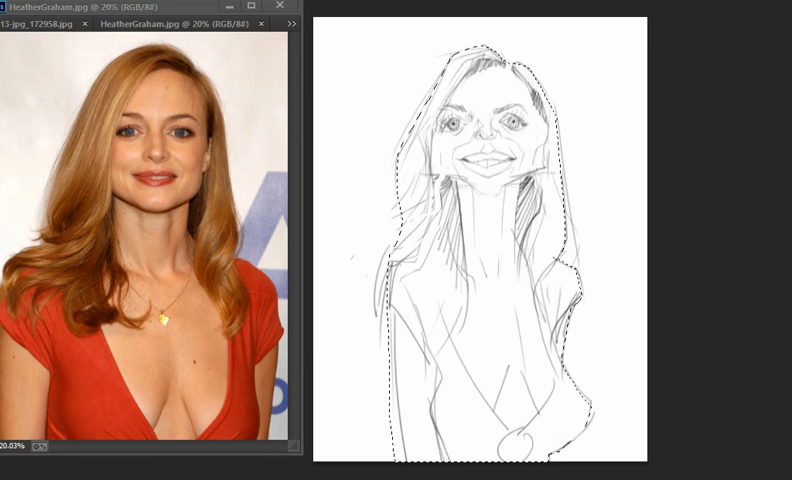 HeatherGraham.jpg @ 20% (RGB/8#)
13-jpg_172958.jpg × HeatherGraham.jpg @ 20% (RGB/8#) × >>
20.03%